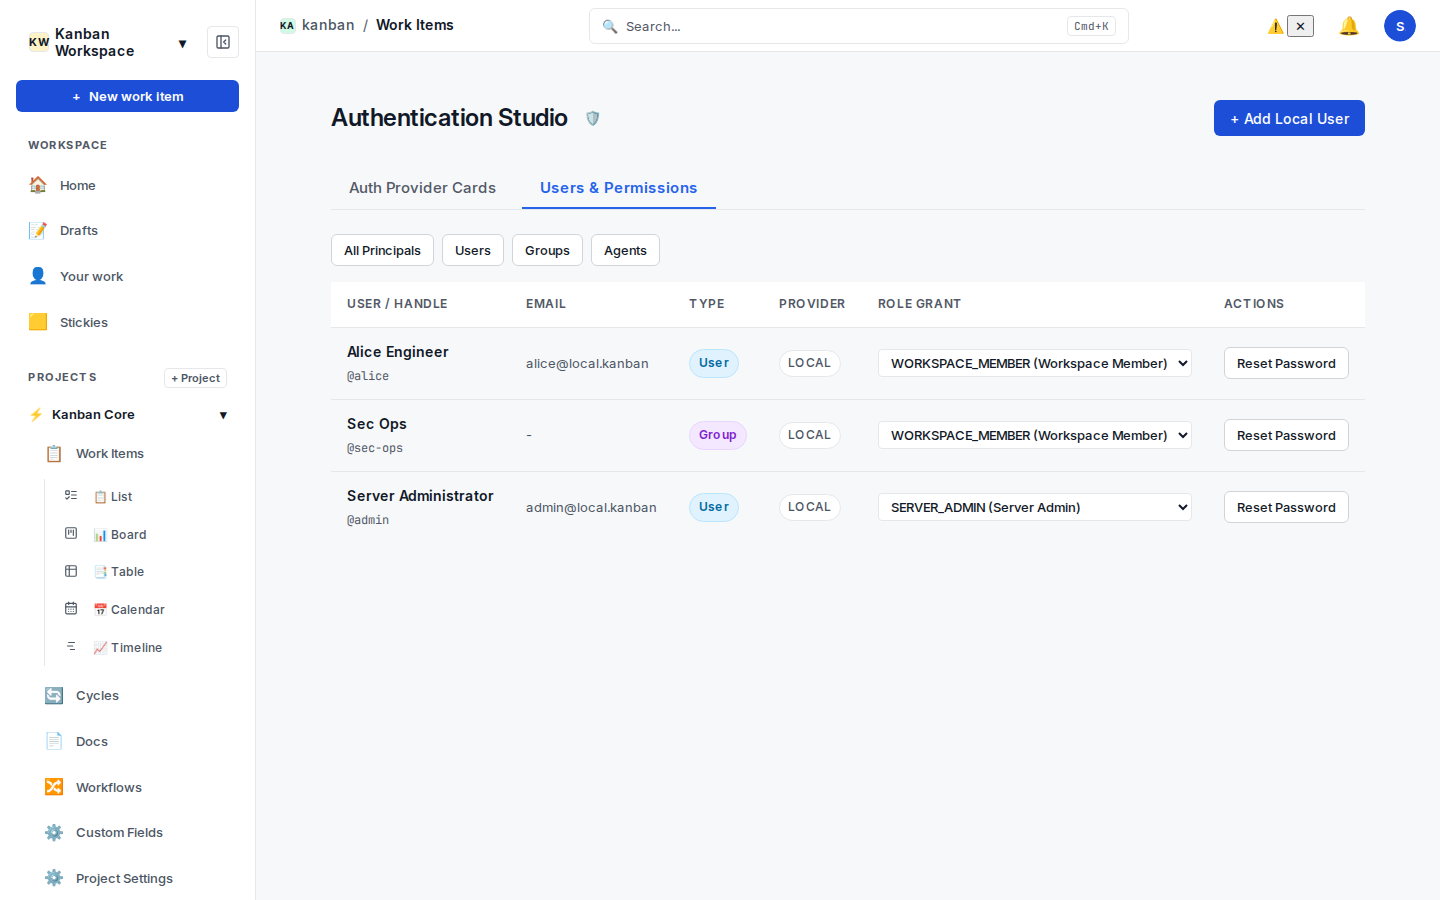 KW Kanban Workspace ▼
+ New work item
WORKSPACE
Home
Drafts
Your work
Stickies
PROJECTS + Project
Kanban Core ▼
Work Items
List
Board
Table
Calendar
Timeline
Cycles
Docs
Workflows
Custom Fields
Project Settings
KA kanban / Work Items
Search... Cmd+K
✕
S
Authentication Studio
+ Add Local User
Auth Provider Cards Users & Permissions
All Principals Users Groups Agents
USER / HANDLE EMAIL TYPE PROVIDER ROLE GRANT ACTIONS
Alice Engineer
@alice alice@local.kanban User LOCAL WORKSPACE_MEMBER (Workspace Member) Reset Password
Sec Ops
@sec-ops - Group LOCAL WORKSPACE_MEMBER (Workspace Member) Reset Password
Server Administrator
@admin admin@local.kanban User LOCAL SERVER_ADMIN (Server Admin) Reset Password